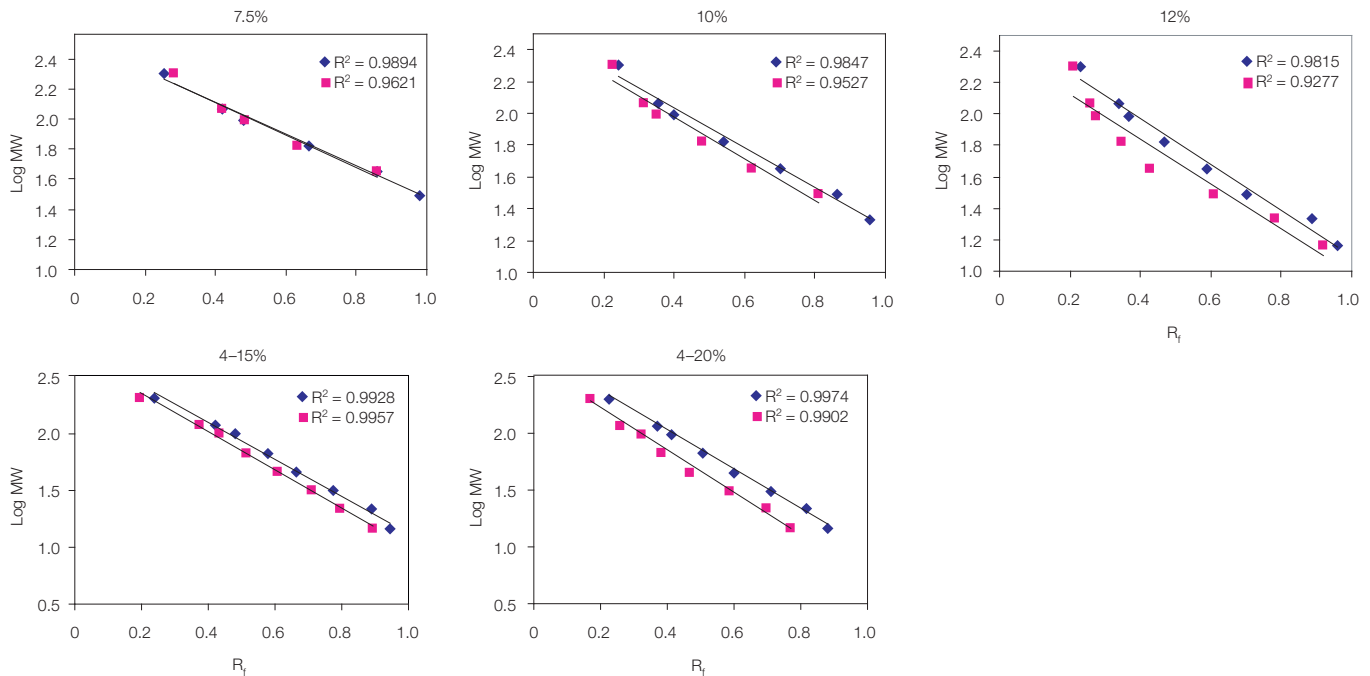 7.5%
Log MW
2.4
2.2
2.0
1.8
1.6
1.4
1.2
1.0
R² = 0.9894
R² = 0.9621
0 0.2 0.4 0.6 0.8 1.0
10%
Log MW
2.4
2.2
2.0
1.8
1.6
1.4
1.2
1.0
R² = 0.9847
R² = 0.9527
0 0.2 0.4 0.6 0.8 1.0
12%
Log MW
2.4
2.2
2.0
1.8
1.6
1.4
1.2
1.0
R² = 0.9815
R² = 0.9277
0 0.2 0.4 0.6 0.8 1.0
Rf
4–15%
Log MW
2.5
2.0
1.5
1.0
0.5
R² = 0.9928
R² = 0.9957
0 0.2 0.4 0.6 0.8 1.0
Rf
4–20%
Log MW
2.5
2.0
1.5
1.0
0.5
R² = 0.9974
R² = 0.9902
0 0.2 0.4 0.6 0.8 1.0
Rf